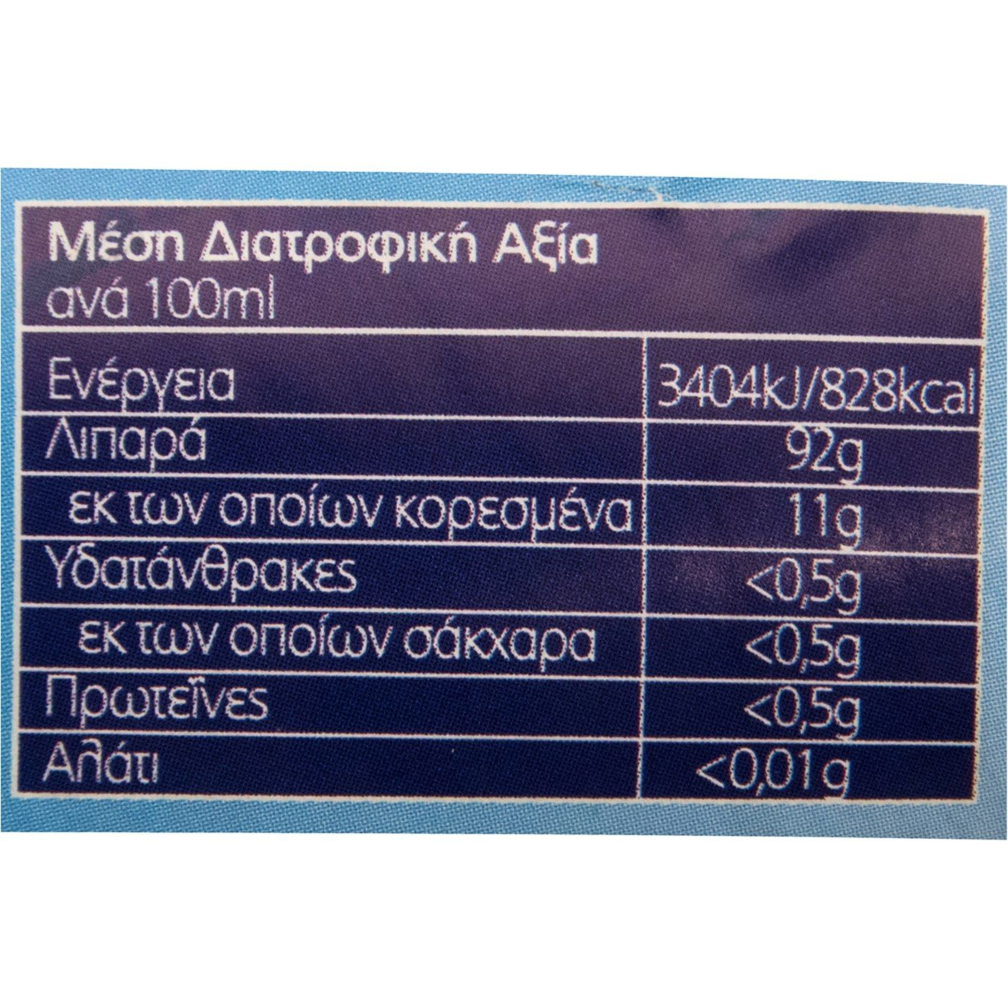 Μέση Διατροφική Αξία
ανά 100ml
Ενέργεια 3404kJ/828kcal
Λιπαρά 92g
εκ των οποίων κορεσμένα 11g
Υδατάνθρακες <0,5g
εκ των οποίων σάκχαρα <0,5g
Πρωτεΐνες <0,5g
Αλάτι <0,01g